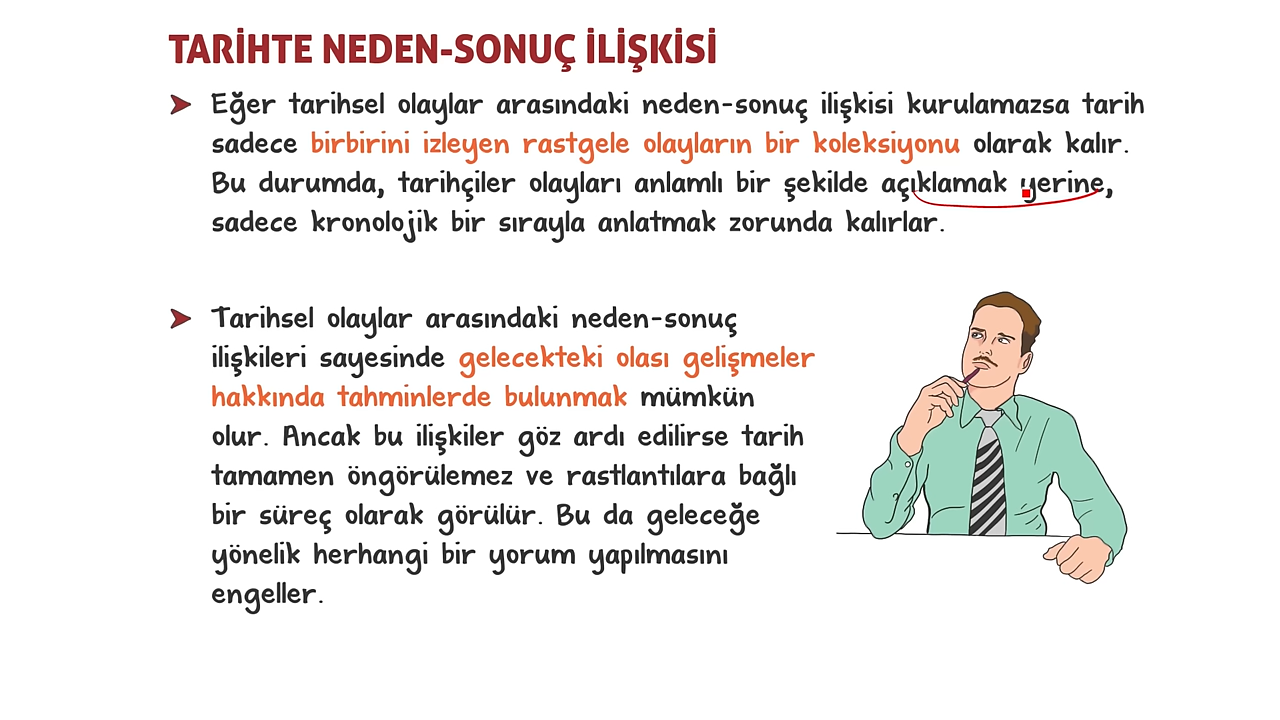 TARİHTE NEDEN-SONUÇ İLİŞKİSİ
Eğer tarihsel olaylar arasındaki neden-sonuç ilişkisi kurulamazsa tarih
sadece birbirini izleyen rastgele olayların bir koleksiyonu olarak kalır.
Bu durumda, tarihçiler olayları anlamlı bir şekilde açıklamak yerine,
sadece kronolojik bir sırayla anlatmak zorunda kalırlar.
Tarihsel olaylar arasındaki neden-sonuç
ilişkileri sayesinde gelecekteki olası gelişmeler
hakkında tahminlerde bulunmak mümkün
olur. Ancak bu ilişkiler göz ardı edilirse tarih
tamamen öngörülemez ve rastlantılara bağlı
bir süreç olarak görülür. Bu da geleceğe
yönelik herhangi bir yorum yapılmasını
engeller.